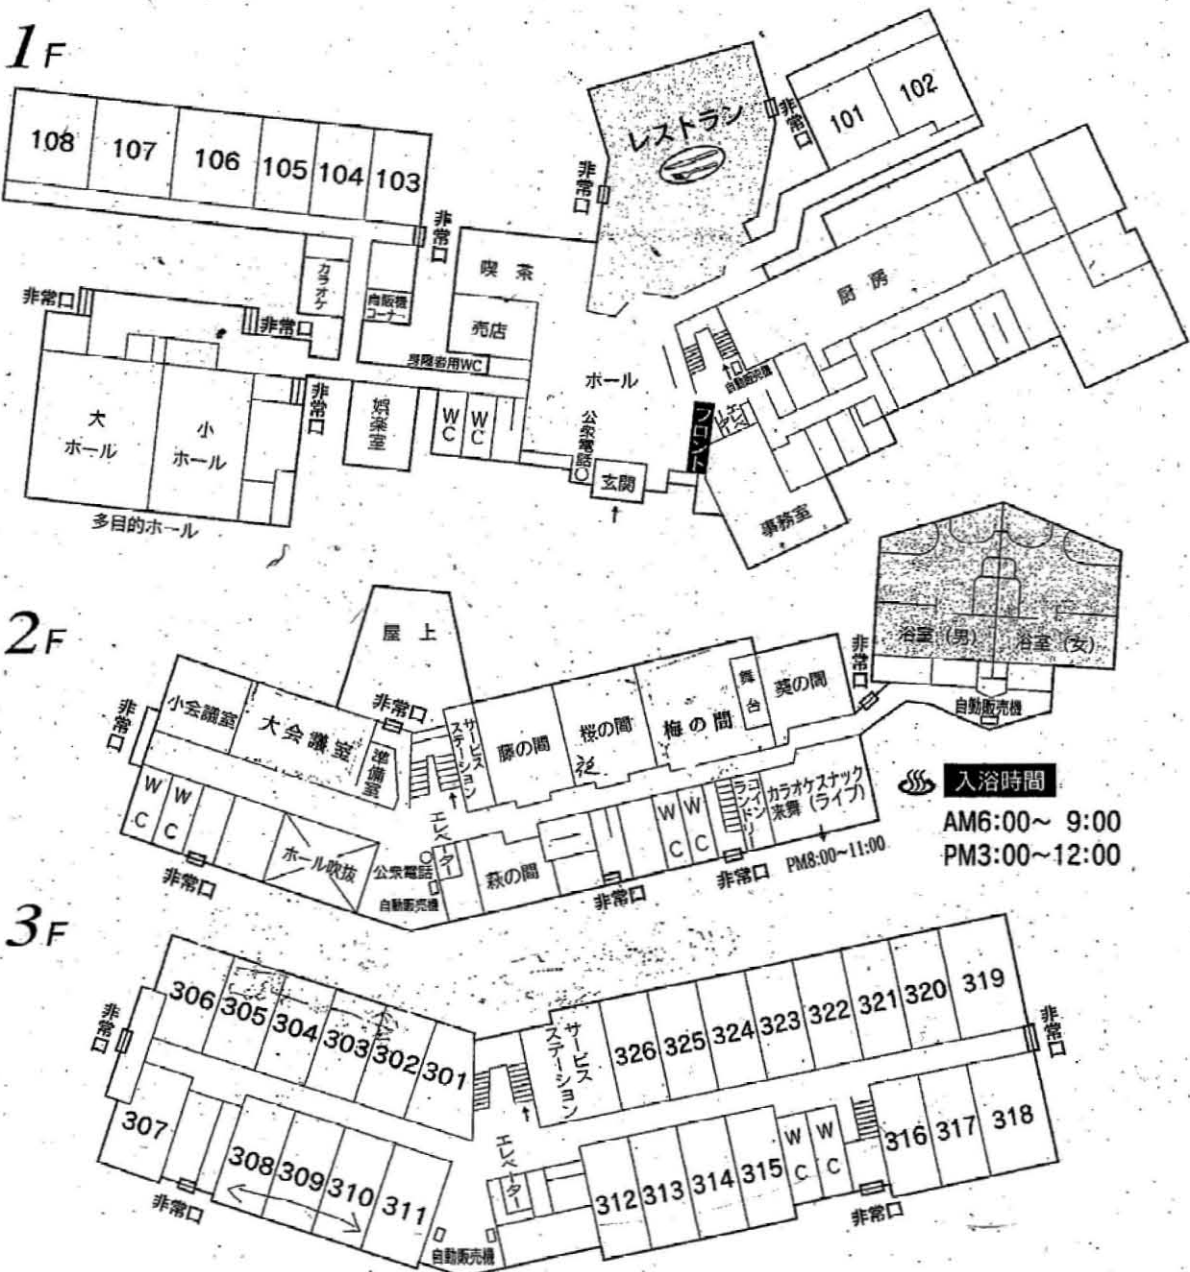 1F
108
107
106
105
104
103
レストラン
非常口
非常口
101
102
非常口
喫茶
売店
カラオケ
自販機
コーナー
非常口
非常口
身障者用WC
非常口
娯楽室
WC
WC
大
ホール
小
ホール
多目的ホール
ホール
公衆電話
玄関
フロント
自動販売機
厨房
事務室
2F
屋上
小会議室
大会議室
準備室
非常口
非常口
サービス
ステーション
藤の間
桜の間
梅の間
舞台
葵の間
非常口
浴室(男)
浴室(女)
自動販売機
WC
WC
非常口
ホール吹抜
公衆電話
自動販売機
エレベーター
萩の間
非常口
WC
WC
コイン
ランドリー
非常口
カラオケスナック
来舞(ライブ)
PM8:00~11:00
入浴時間
AM6:00~ 9:00
PM3:00~12:00
3F
306
305
304
303
302
301
非常口
307
308
309
310
311
非常口
自動販売機
エレベーター
サービス
ステーション
326
325
324
323
322
321
320
319
非常口
312
313
314
315
WC
WC
316
317
318
非常口